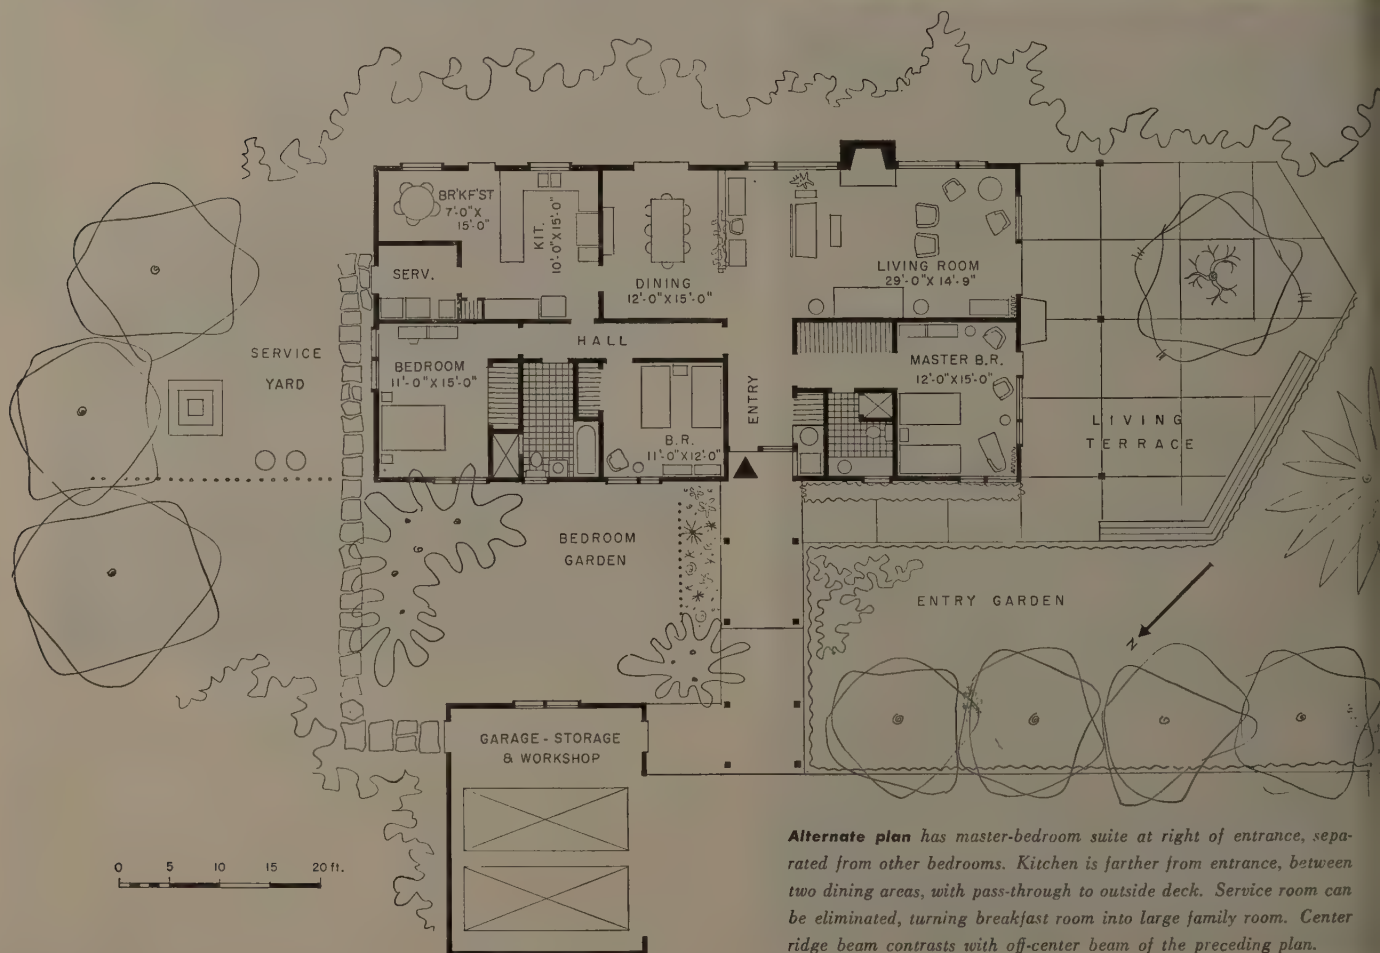 BR'KF'ST
7'-0"X
15'-0"
KIT.
10'-0"X15'-0"
SERV.
DINING
12'-0"X15'-0"
LIVING ROOM
29'-0"X 14'-9"
HALL
SERVICE
YARD
BEDROOM
11'-0"X15'-0"
B.R.
11'-0"X12'-0"
ENTRY
MASTER B.R.
12'-0"X15'-0"
LIVING
TERRACE
BEDROOM
GARDEN
ENTRY GARDEN
N
GARAGE - STORAGE
& WORKSHOP
0 5 10 15 20 ft.
Alternate plan has master-bedroom suite at right of entrance, sepa-
rated from other bedrooms. Kitchen is farther from entrance, between
two dining areas, with pass-through to outside deck. Service room can
be eliminated, turning breakfast room into large family room. Center
ridge beam contrasts with off-center beam of the preceding plan.